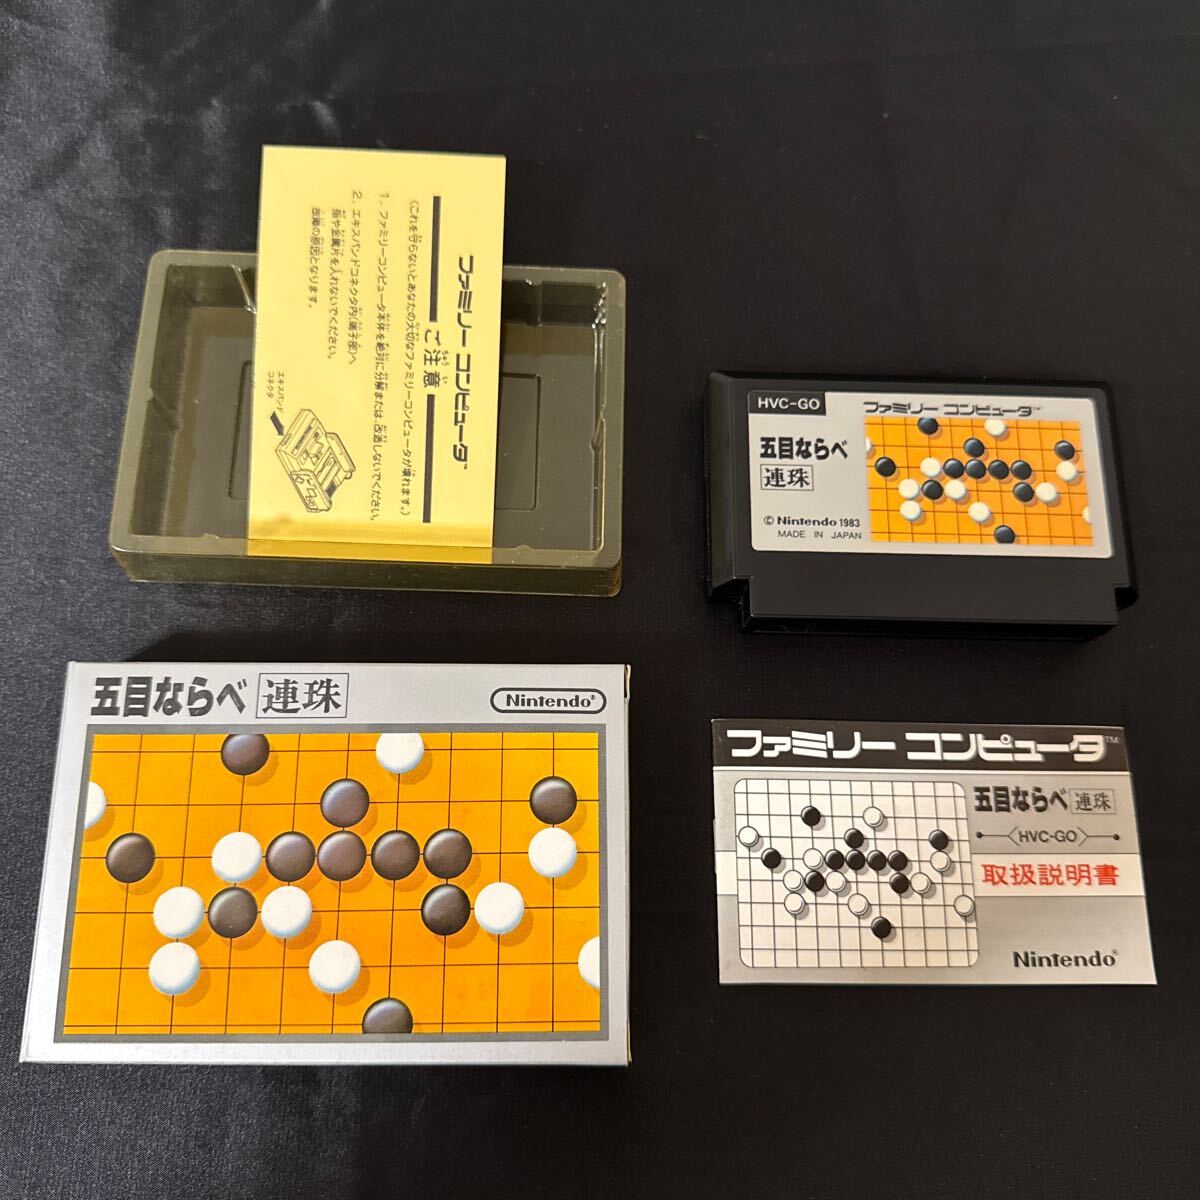 ファミリー コンピュータ
ご注意
ちゅうい
(これを守らないとあなたの大切なファミリーコンピュータが壊れます。)
1. ファミリーコンピュータ本体を絶対に分解または、改造しないでください。
2. エキスパンドコネクタ内(端子部)へ
指や金属片を入れないでください。
故障の原因となります。
エキスパンド
コネクタ
HVC-GO
ファミリー コンピュータ™
五目ならべ
連珠
© Nintendo 1983
MADE IN JAPAN
五目ならべ 連珠
Nintendo®
ファミリー コンピュータ™
五目ならべ 連珠
HVC-GO
取扱説明書
Nintendo®